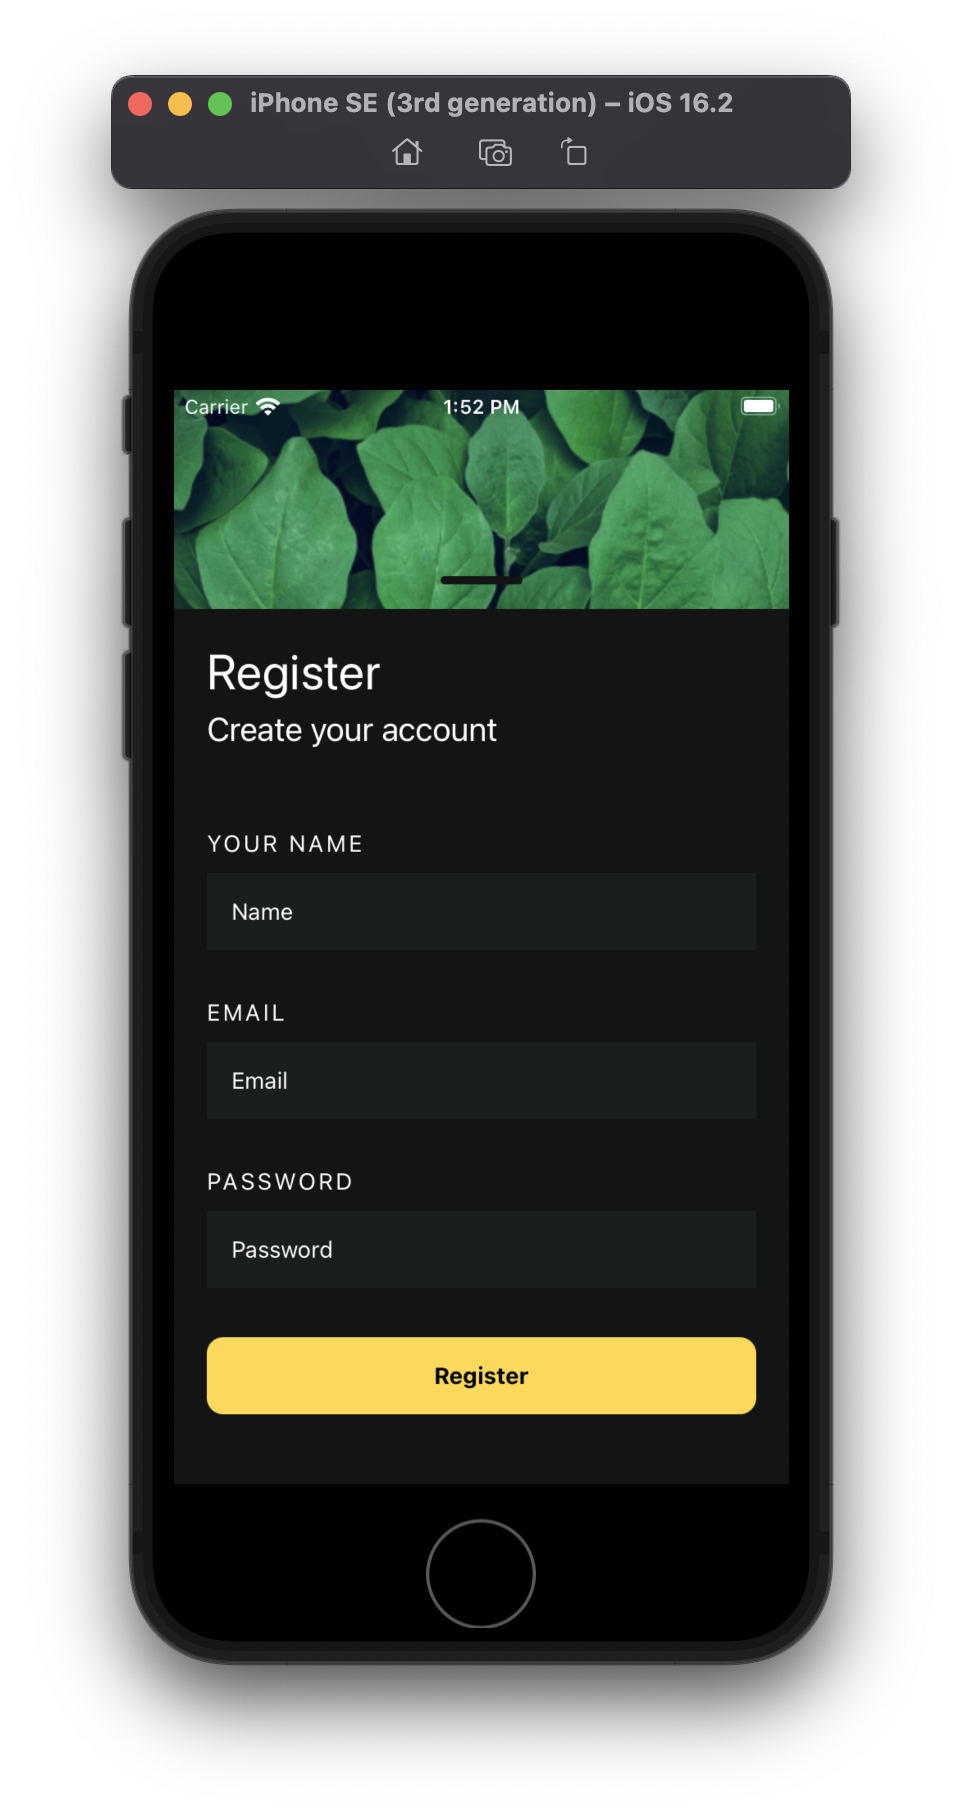 iPhone SE (3rd generation) – iOS 16.2
Carrier 1:52 PM
Register
Create your account
YOUR NAME
Name
EMAIL
Email
PASSWORD
Password
Register